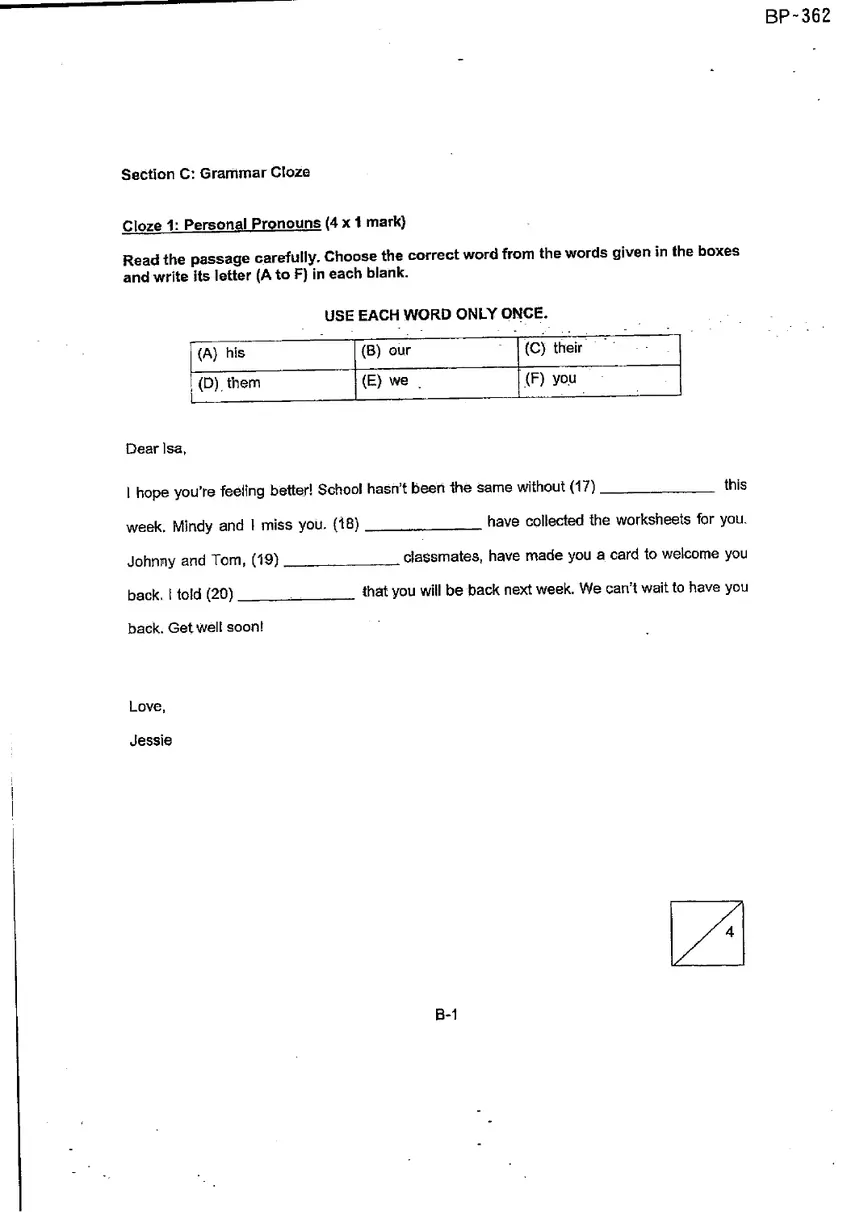 BP-362
Section C: Grammar Cloze
Cloze 1: Personal Pronouns (4 x 1 mark)
Read the passage carefully. Choose the correct word from the words given in the boxes
and write its letter (A to F) in each blank.
USE EACH WORD ONLY ONCE.
(A) his (B) our (C) their
(D) them (E) we (F) you
Dear Isa,
I hope you're feeling better! School hasn't been the same without (17) ______________ this
week. Mindy and I miss you. (18) ______________ have collected the worksheets for you.
Johnny and Tom, (19) ______________ classmates, have made you a card to welcome you
back. I told (20) ______________ that you will be back next week. We can't wait to have you
back. Get well soon!
Love,
Jessie
4
B-1